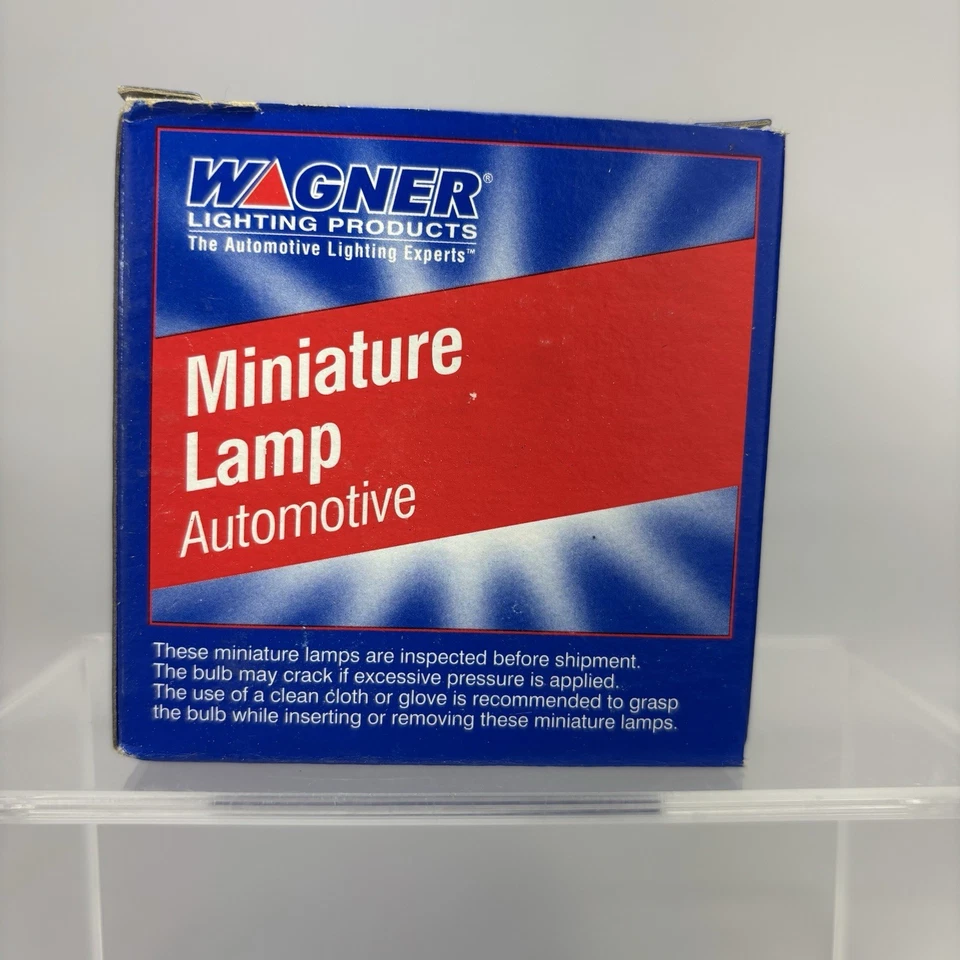 WAGNER®
LIGHTING PRODUCTS
The Automotive Lighting Experts™
Miniature
Lamp
Automotive
These miniature lamps are inspected before shipment.
The bulb may crack if excessive pressure is applied.
The use of a clean cloth or glove is recommended to grasp
the bulb while inserting or removing these miniature lamps.